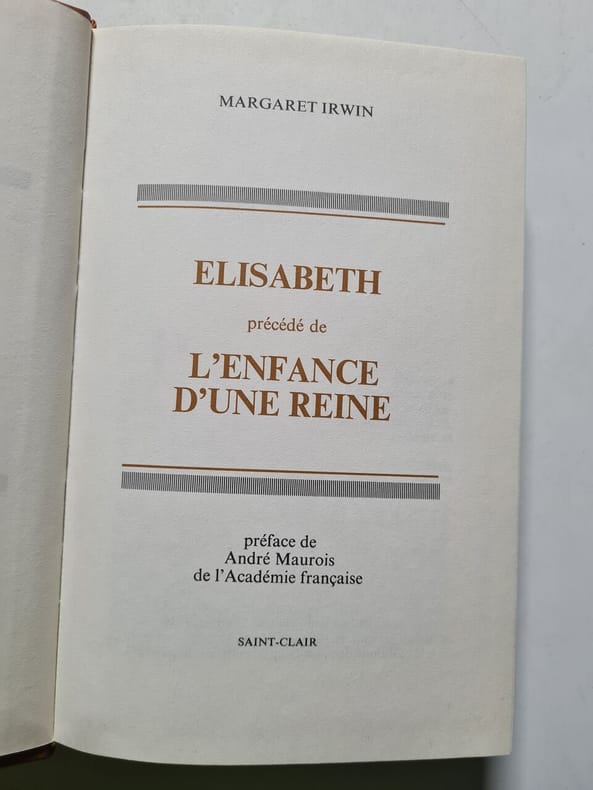 MARGARET IRWIN
ELISABETH
précédé de
L'ENFANCE
D'UNE REINE
préface de
André Maurois
de l'Académie française
SAINT-CLAIR